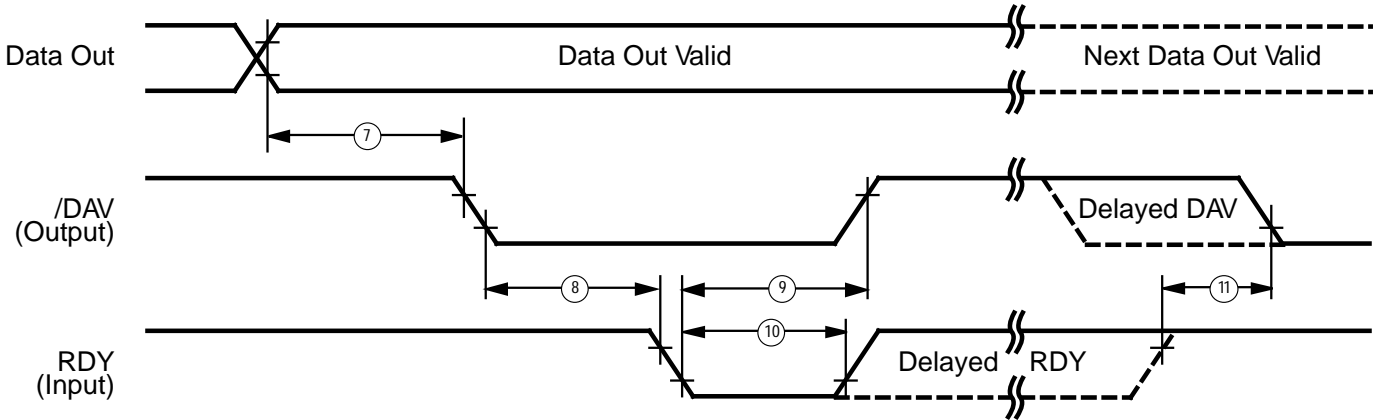 Data Out
Data Out Valid
Next Data Out Valid
7
/DAV
(Output)
Delayed DAV
8
9
11
10
RDY
(Input)
Delayed RDY